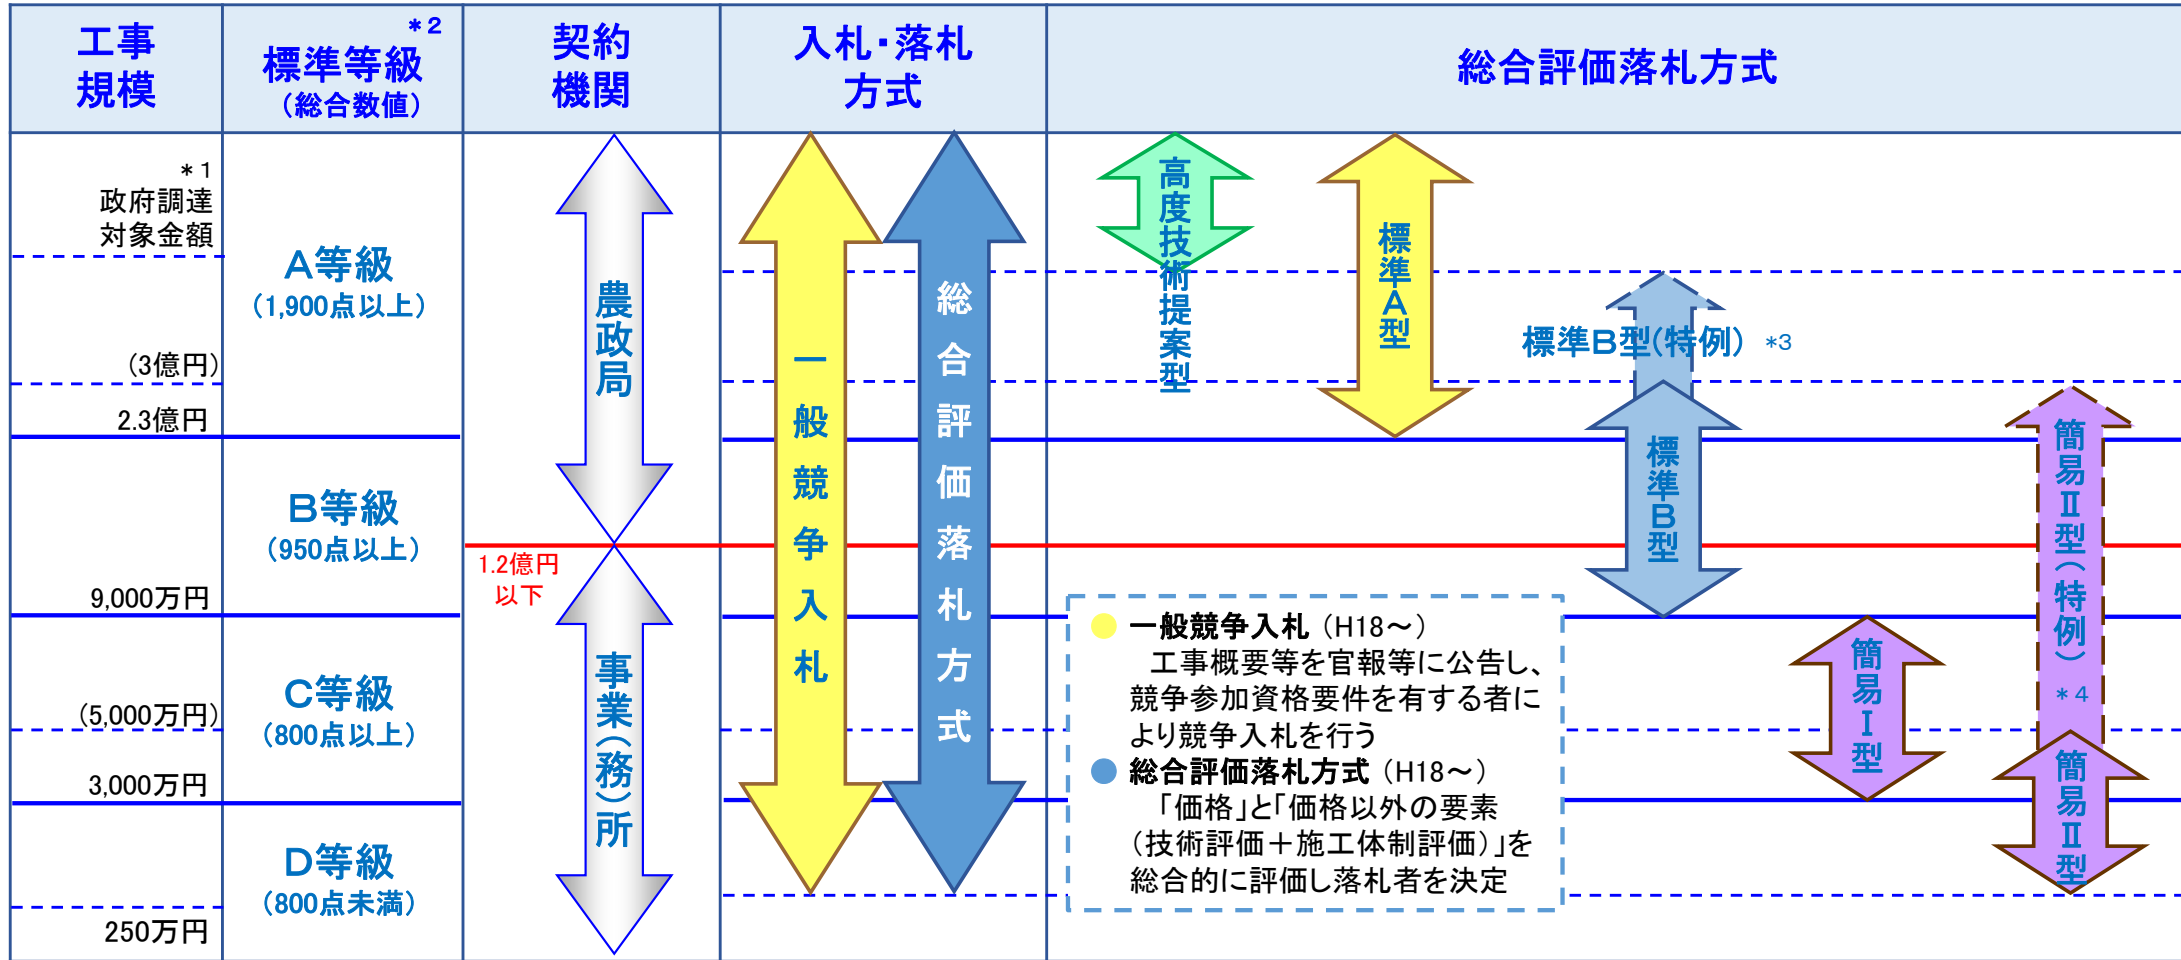 工事
規模
標準等級
*2
(総合数値)
契約
機関
入札・落札
方式
総合評価落札方式
*1
政府調達
対象金額
(3億円)
2.3億円
9,000万円
(5,000万円)
3,000万円
250万円
A等級
(1,900点以上)
B等級
(950点以上)
C等級
(800点以上)
D等級
(800点未満)
農政局
1.2億円
以下
事業(務)所
一般競争入札
総合評価落札方式
高度技術提案型
標準A型
標準B型(特例) *3
標準B型
簡易Ⅰ型
簡易Ⅱ型(特例)
*4
簡易Ⅱ型
一般競争入札 (H18~)
工事概要等を官報等に公告し、
競争参加資格要件を有する者に
より競争入札を行う
総合評価落札方式 (H18~)
「価格」と「価格以外の要素
(技術評価+施工体制評価)」を
総合的に評価し落札者を決定